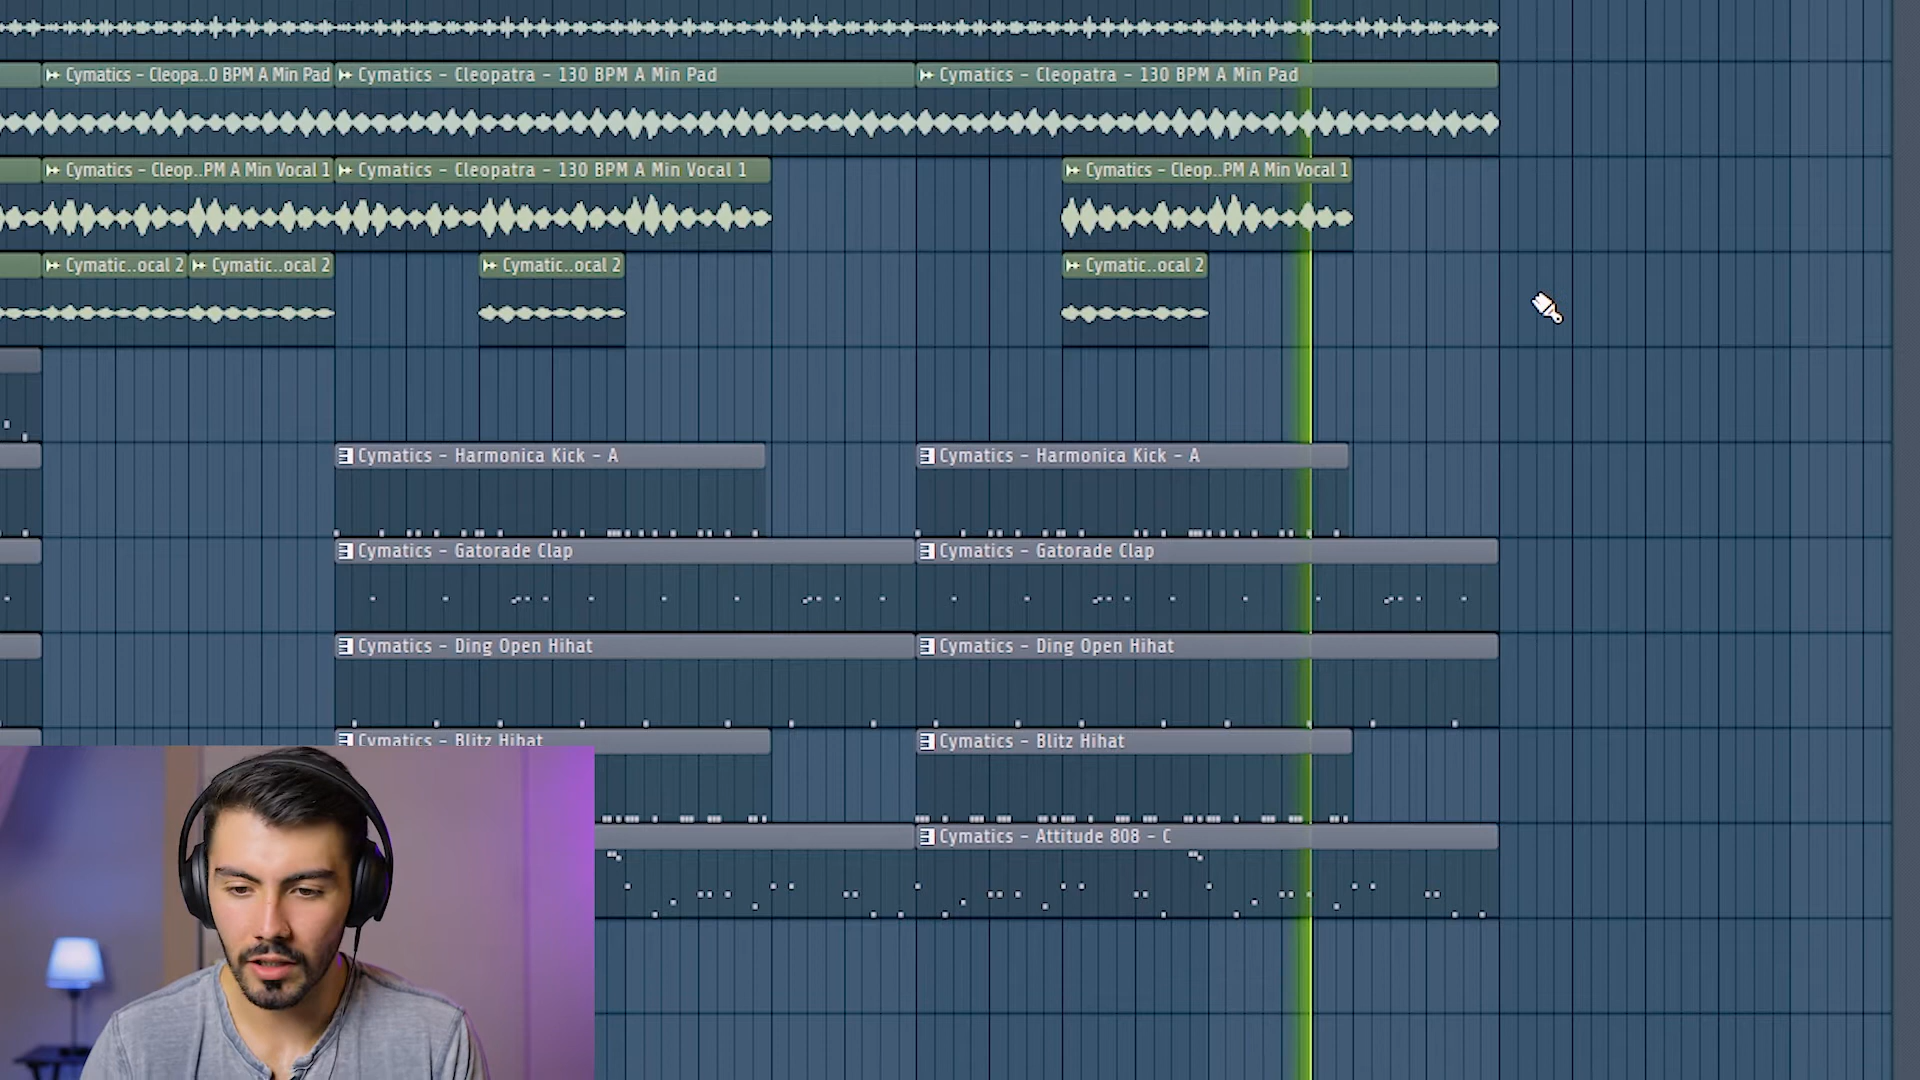 Cymatics - Cleopa..0 BPM A Min Pad
Cymatics - Cleopatra - 130 BPM A Min Pad
Cymatics - Cleopatra - 130 BPM A Min Pad
Cymatics - Cleop..PM A Min Vocal 1
Cymatics - Cleopatra - 130 BPM A Min Vocal 1
Cymatics - Cleop..PM A Min Vocal 1
Cymatic..ocal 2
Cymatic..ocal 2
Cymatic..ocal 2
Cymatic..ocal 2
Cymatics - Harmonica Kick - A
Cymatics - Harmonica Kick - A
Cymatics - Gatorade Clap
Cymatics - Gatorade Clap
Cymatics - Ding Open Hihat
Cymatics - Ding Open Hihat
Cymatics - Blitz Hihat
Cymatics - Blitz Hihat
Cymatics - Attitude 808 - C